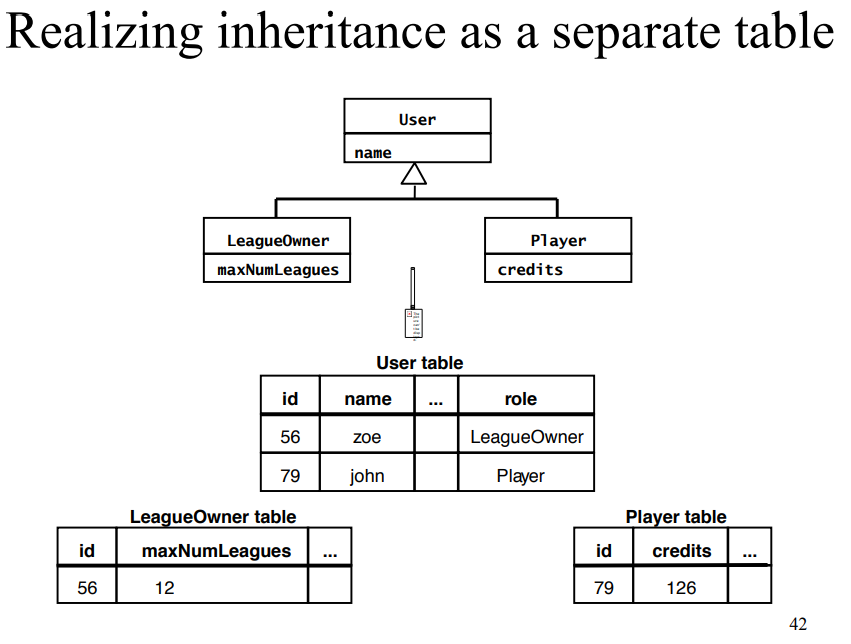 Realizing inheritance as a separate table
User
name
LeagueOwner
maxNumLeagues
Player
credits
User table
id name ... role
56 zoe LeagueOwner
79 john Player
LeagueOwner table
id maxNumLeagues ...
56 12
Player table
id credits ...
79 126
42